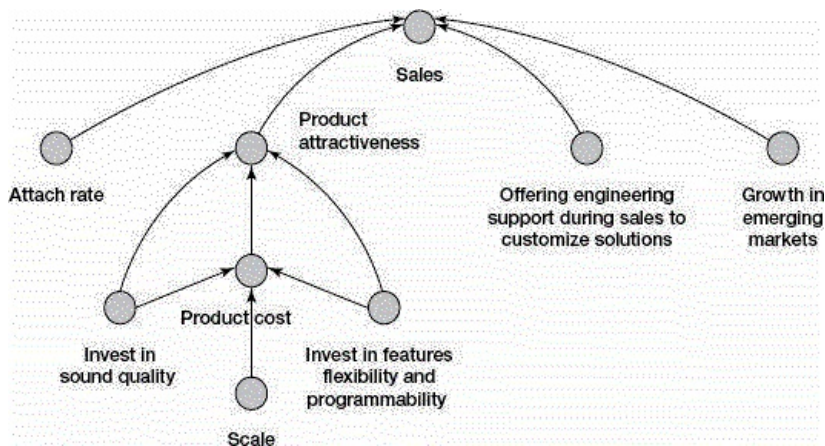 Sales
Product
attractiveness
Attach rate
Offering engineering
support during sales to
customize solutions
Growth in
emerging
markets
Product cost
Invest in
sound quality
Invest in features
flexibility and
programmability
Scale